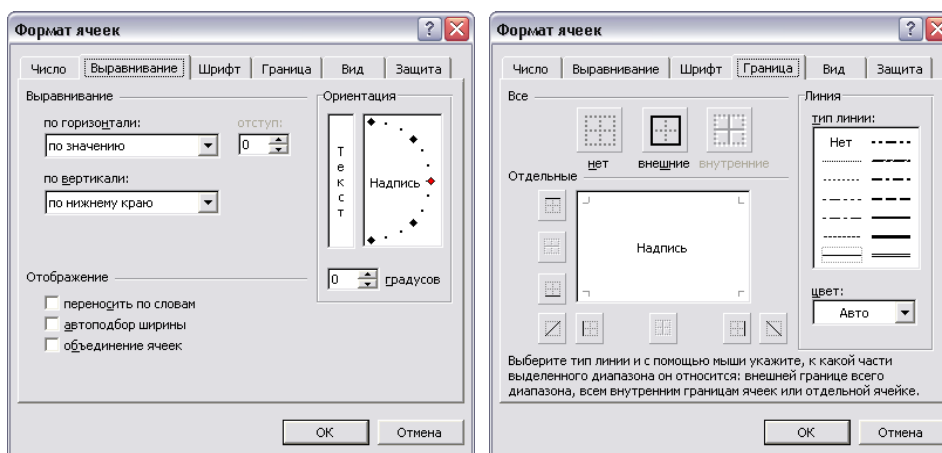 Формат ячеек
Число Выравнивание Шрифт Граница Вид Защита
Выравнивание
по горизонтали:
отступ:
по значению
0
по вертикали:
по нижнему краю
Ориентация
Текст
Надпись
0 градусов
Отображение
переносить по словам
автоподбор ширины
объединение ячеек
ОК Отмена
Формат ячеек
Число Выравнивание Шрифт Граница Вид Защита
Все
нет внешние внутренние
Отдельные
Надпись
Линия
тип линии:
Нет
цвет:
Авто
Выберите тип линии и с помощью мыши укажите, к какой части
выделенного диапазона он относится: внешней границе всего
диапазона, всем внутренним границам ячеек или отдельной ячейке.
ОК Отмена